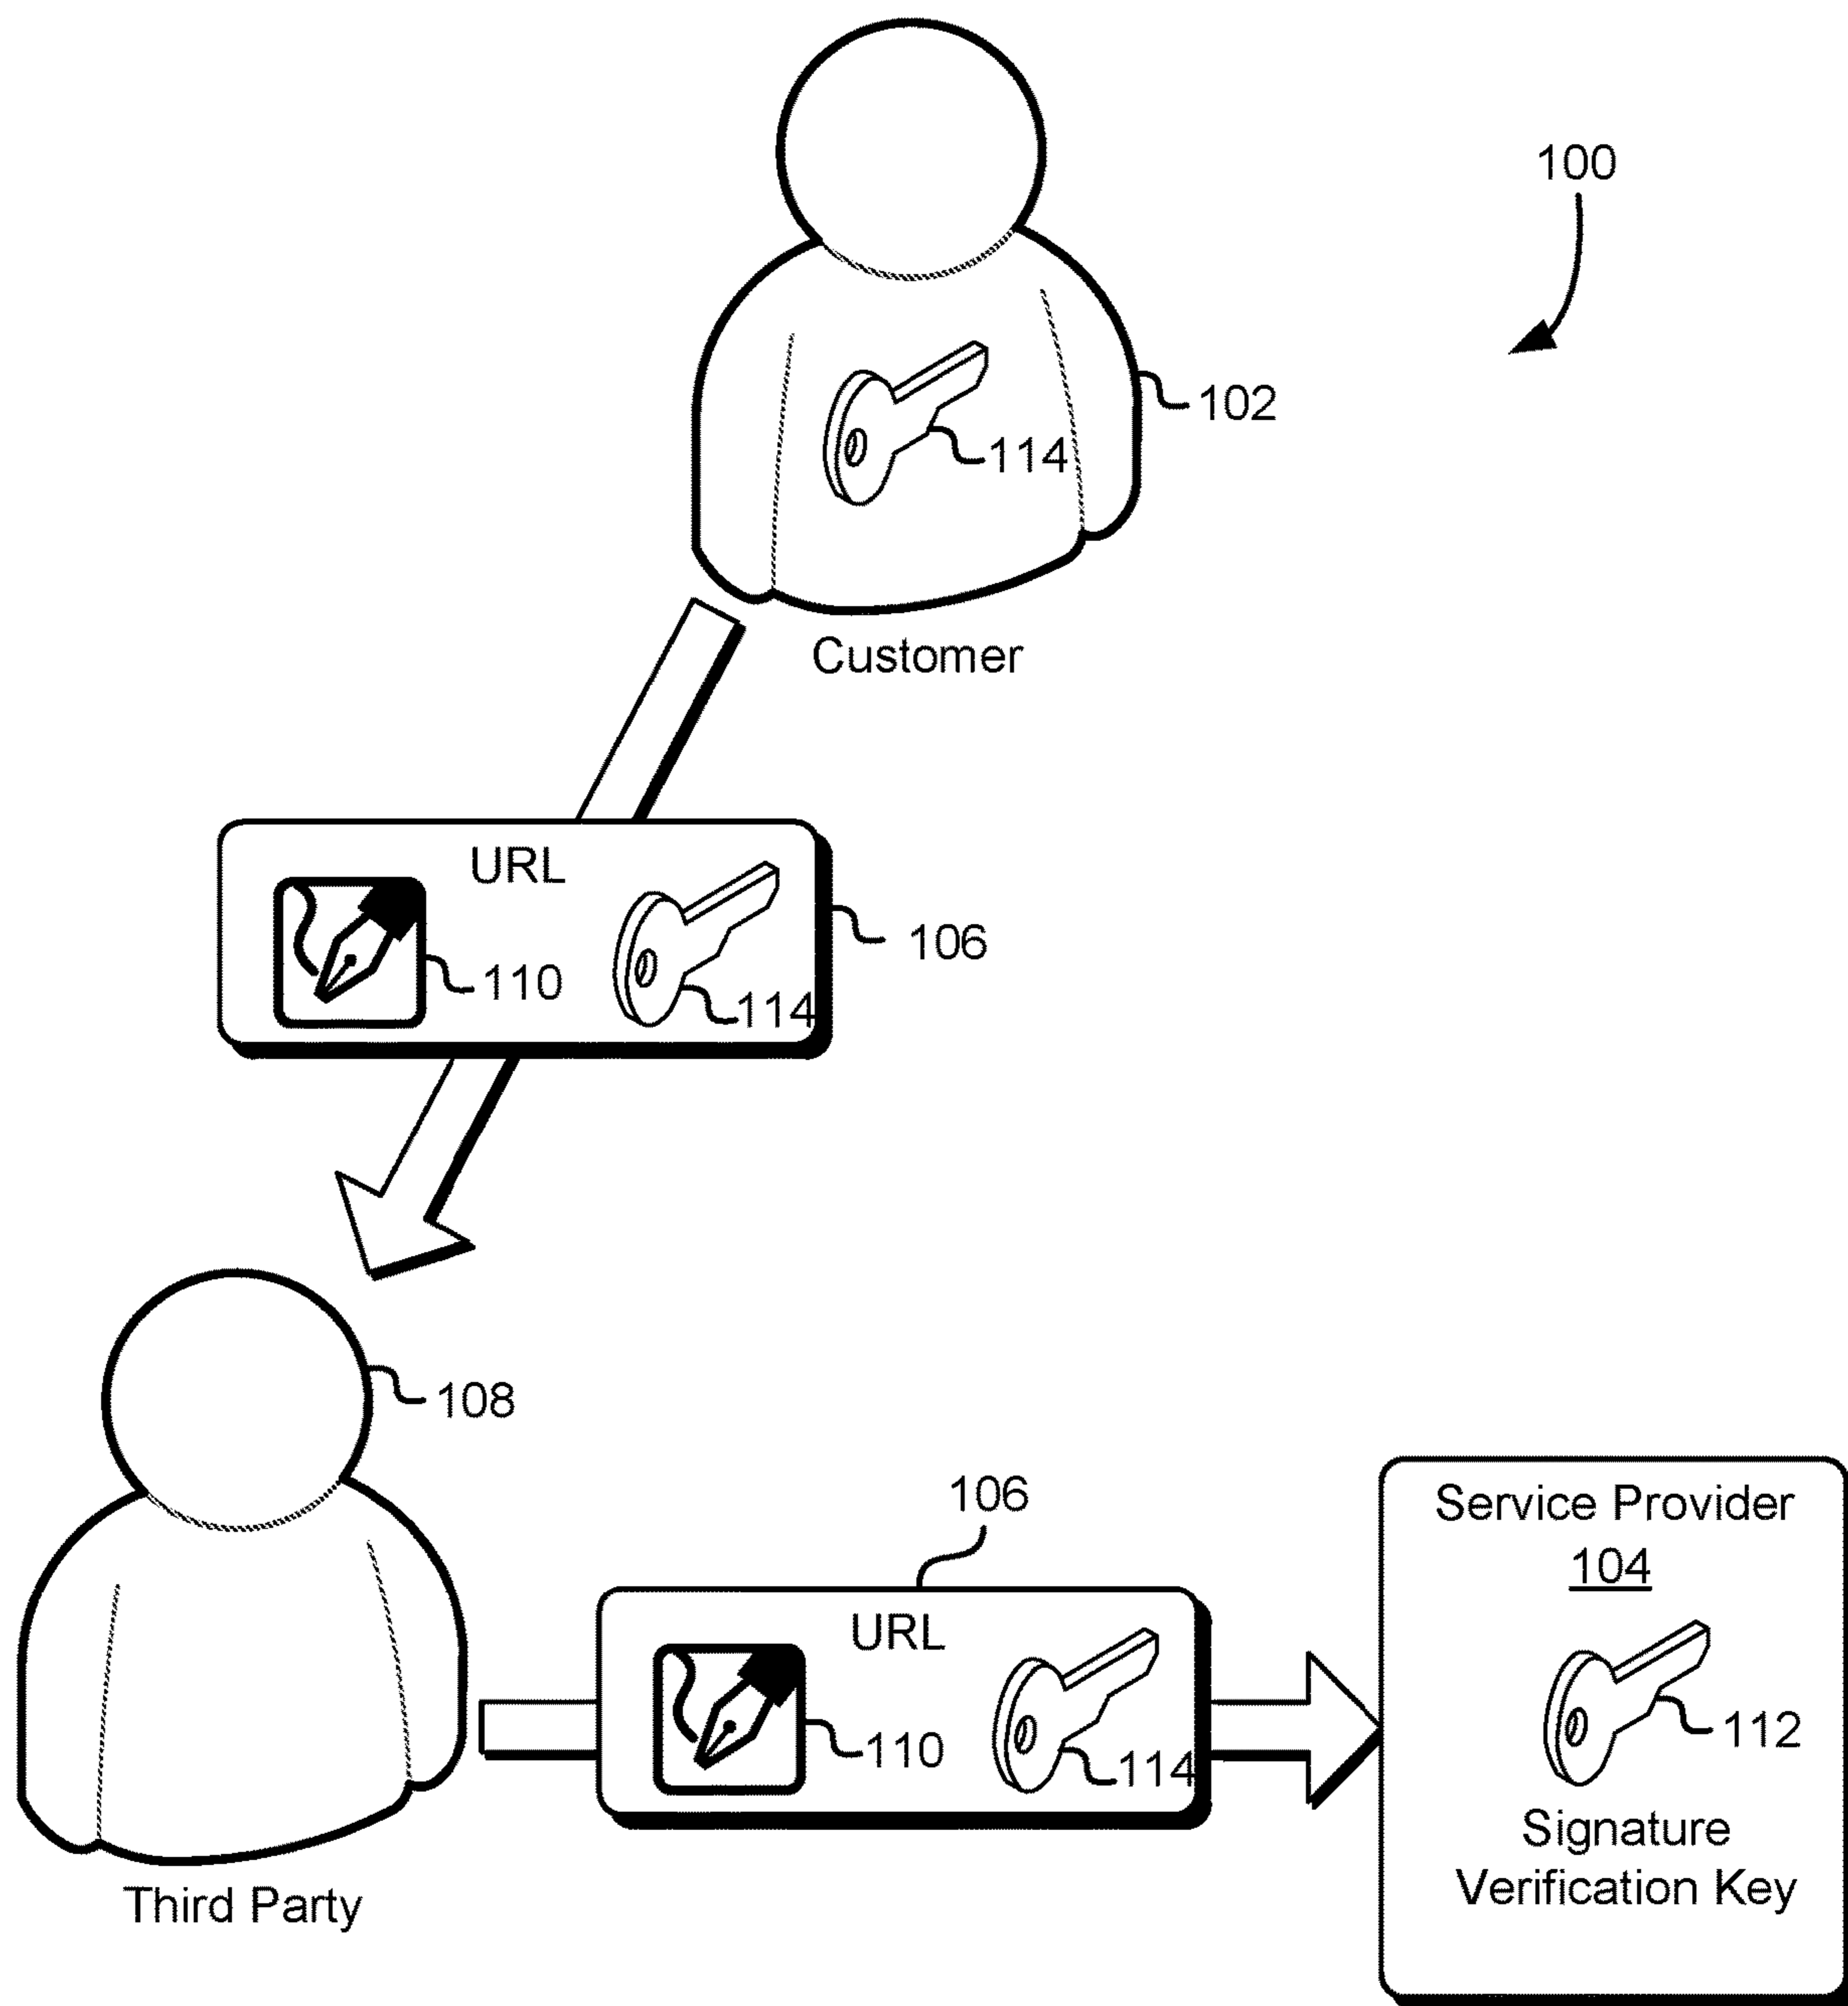 100
102
114
Customer
URL
106
110
114
108
106
Service Provider
104
URL
112
110
114
Signature
Verification Key
Third Party